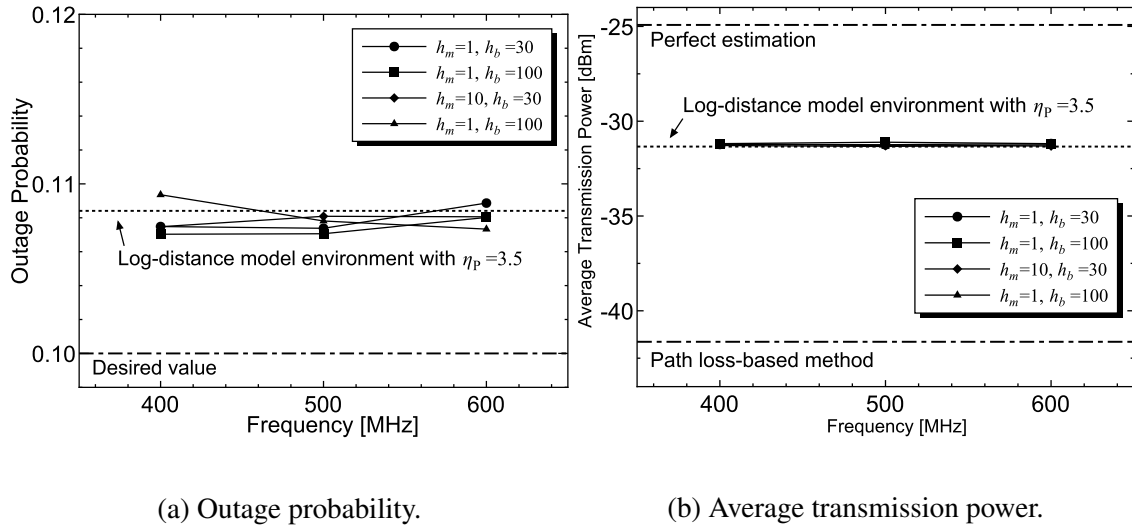 0.12
0.11
0.10
Outage Probability
h_m=1, h_b =30
h_m=1, h_b =100
h_m=10, h_b =30
h_m=1, h_b =100
Log-distance model environment with η_P =3.5
Desired value
400 500 600
Frequency [MHz]
(a) Outage probability.
-25
-30
-35
-40
Average Transmission Power [dBm]
Perfect estimation
Log-distance model environment with η_P =3.5
h_m=1, h_b =30
h_m=1, h_b =100
h_m=10, h_b =30
h_m=1, h_b =100
Path loss-based method
400 500 600
Frequency [MHz]
(b) Average transmission power.